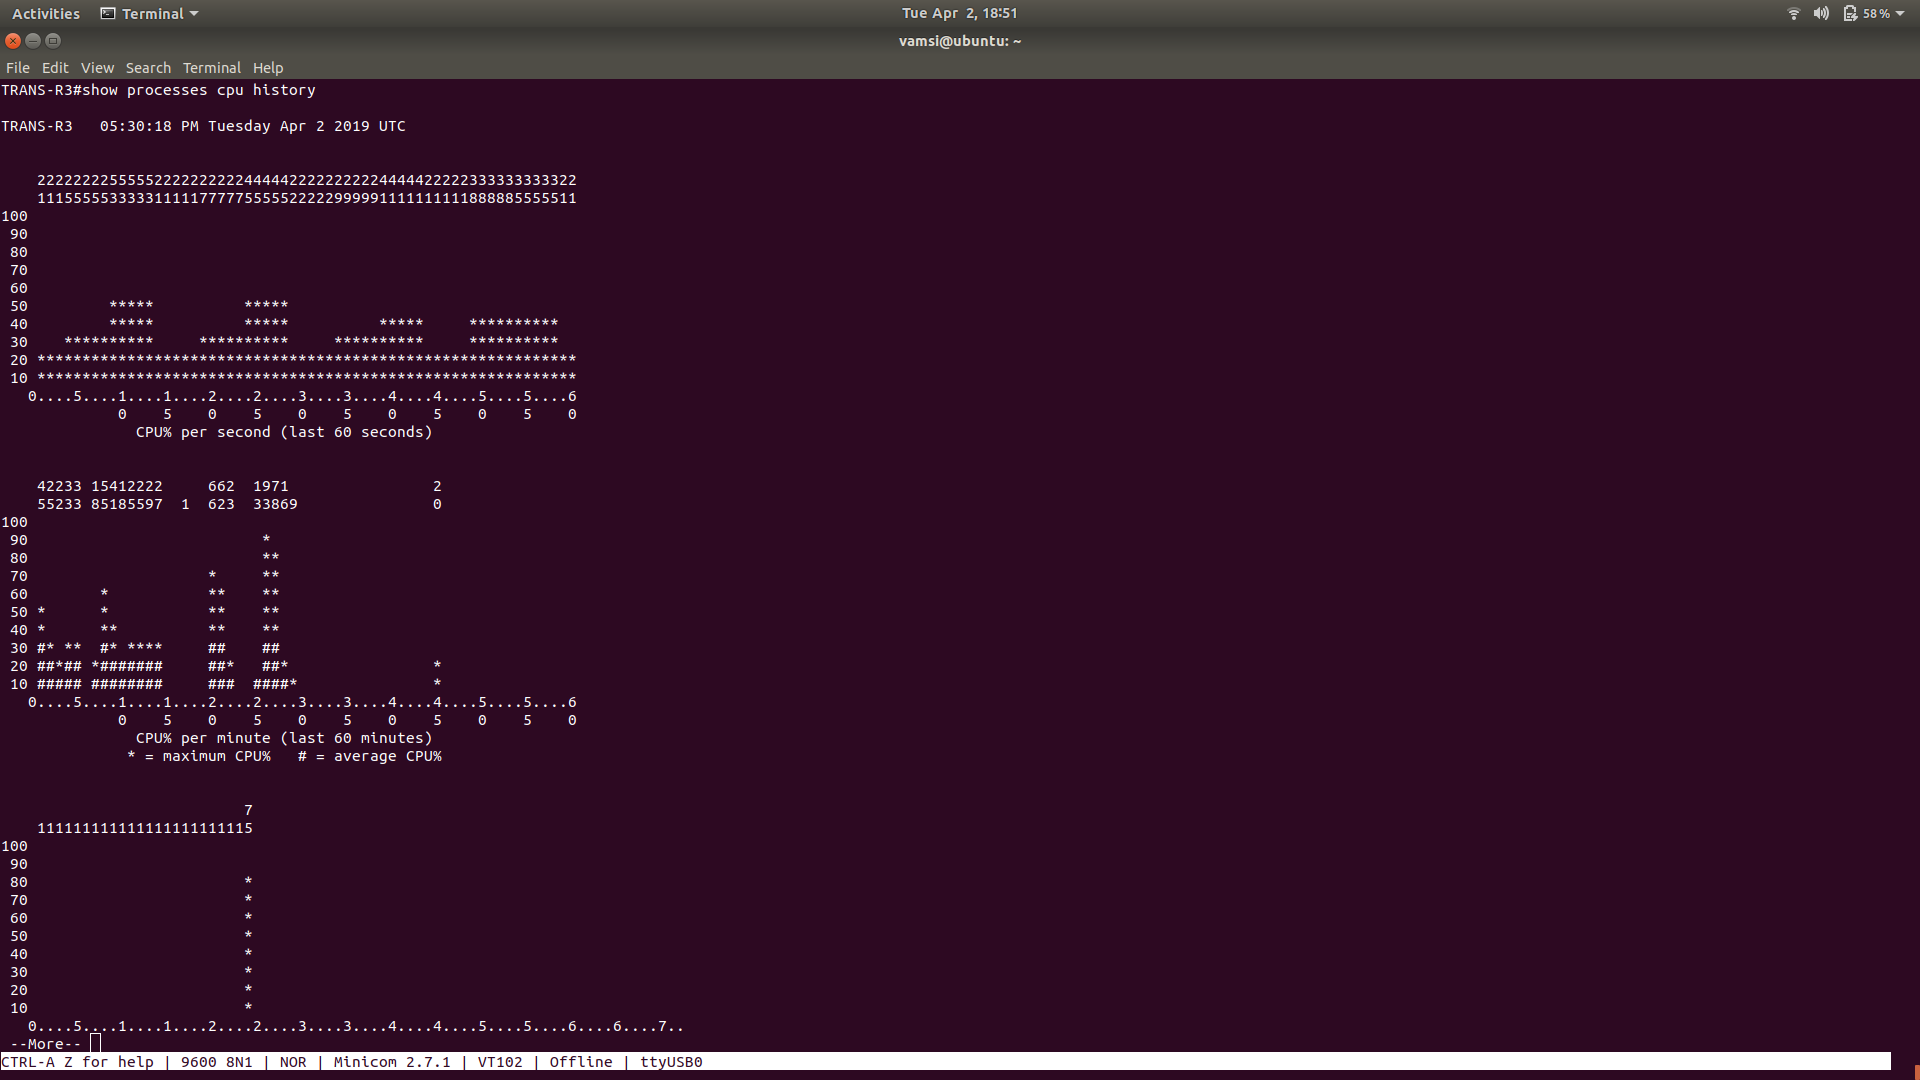 Activities Terminal Tue Apr 2, 18:51 58%
vamsi@ubuntu: ~
File Edit View Search Terminal Help
TRANS-R3#show processes cpu history

TRANS-R3   05:30:18 PM Tuesday Apr 2 2019 UTC

    222222225555522222222224444422222222224444422222333333333322
    111555553333311111777775555522222999991111111111888885555511
100
 90
 80
 70
 60
 50         *****          *****
 40         *****          *****          *****     **********
 30    **********     **********     **********     **********
 20 ************************************************************
 10 ************************************************************
   0....5....1....1....2....2....3....3....4....4....5....5....6
             0    5    0    5    0    5    0    5    0    5    0
               CPU% per second (last 60 seconds)

    42233 15412222     662  1971                2
    55233 85185597  1  623  33869               0
100
 90                          *
 80                          **
 70                    *     **
 60        *           **    **
 50 *      *           **    **
 40 *      **          **    **
 30 #* **  #* ****     ##    ##
 20 ##*## *#######     ##*   ##*                *
 10 ##### ########     ###  ####*               *
   0....5....1....1....2....2....3....3....4....4....5....5....6
             0    5    0    5    0    5    0    5    0    5    0
               CPU% per minute (last 60 minutes)
              * = maximum CPU%   # = average CPU%

                           7
    111111111111111111111115
100
 90
 80                        *
 70                        *
 60                        *
 50                        *
 40                        *
 30                        *
 20                        *
 10                        *
   0....5....1....1....2....2....3....3....4....4....5....5....6....6....7..
 --More--
CTRL-A Z for help | 9600 8N1 | NOR | Minicom 2.7.1 | VT102 | Offline | ttyUSB0